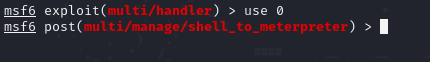 msf6 exploit(multi/handler) > use 0
msf6 post(multi/manage/shell_to_meterpreter) >